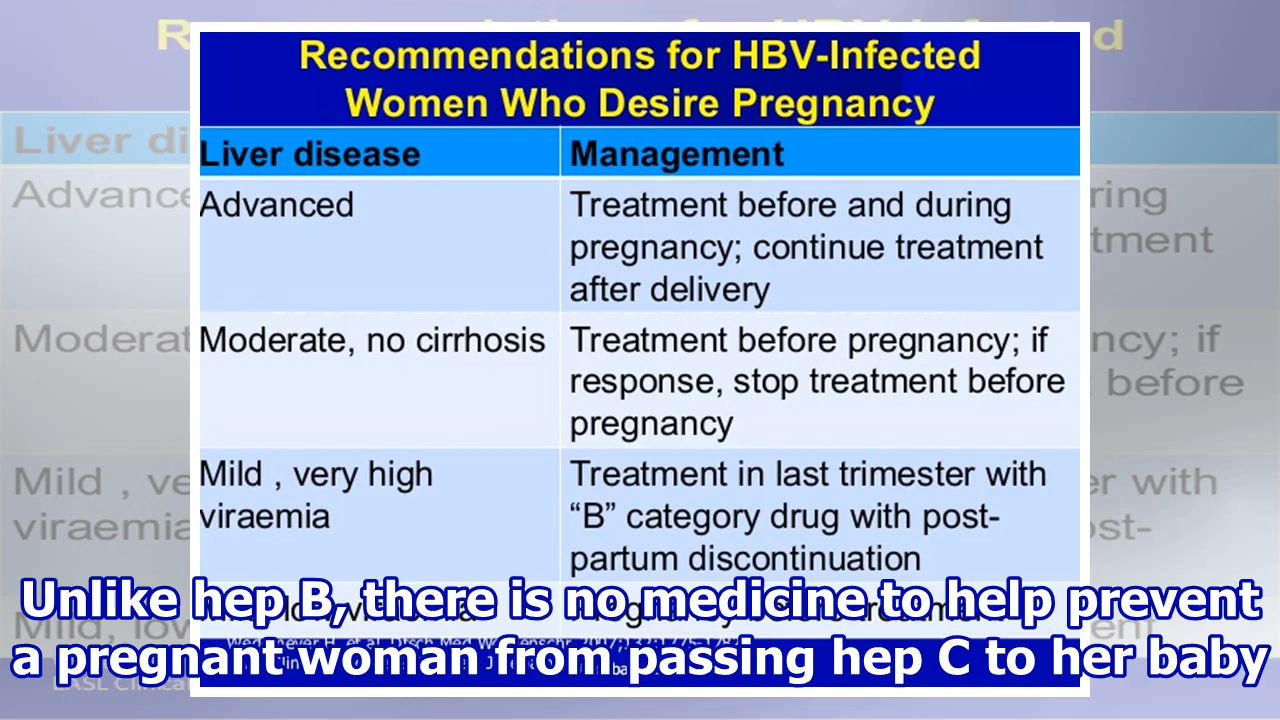 Recommendations for HBV-Infected
Women Who Desire Pregnancy
Liver disease
Management
Advanced
Treatment before and during
pregnancy; continue treatment
after delivery
Moderate, no cirrhosis
Treatment before pregnancy; if
response, stop treatment before
pregnancy
Mild , very high
viraemia
Treatment in last trimester with
“B” category drug with post-
partum discontinuation
Unlike hep B, there is no medicine to help prevent
a pregnant woman from passing hep C to her baby